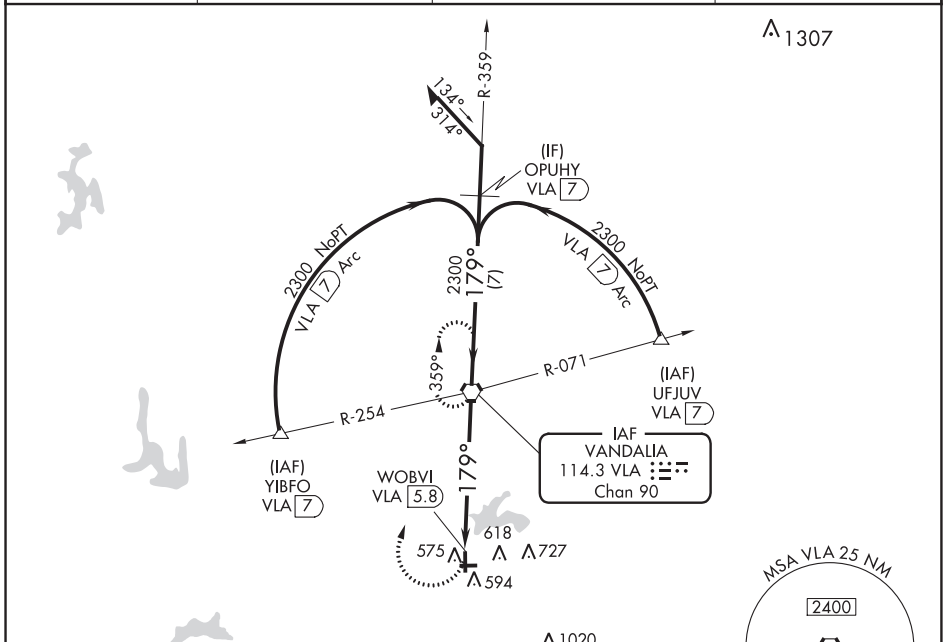 1307
R-359
134°
314°
(IF)
OPUHY
VLA 7
2300 NoPT
VLA 7 Arc
2300 NoPT
VLA 7 Arc
2300
179°
(7)
359°
R-071
R-254
(IAF)
UFJUV
VLA 7
(IAF)
YIBFO
VLA 7
IAF
VANDALIA
114.3 VLA
Chan 90
179°
WOBVI
VLA 5.8
618
575
727
594
MSA VLA 25 NM
2400
1020